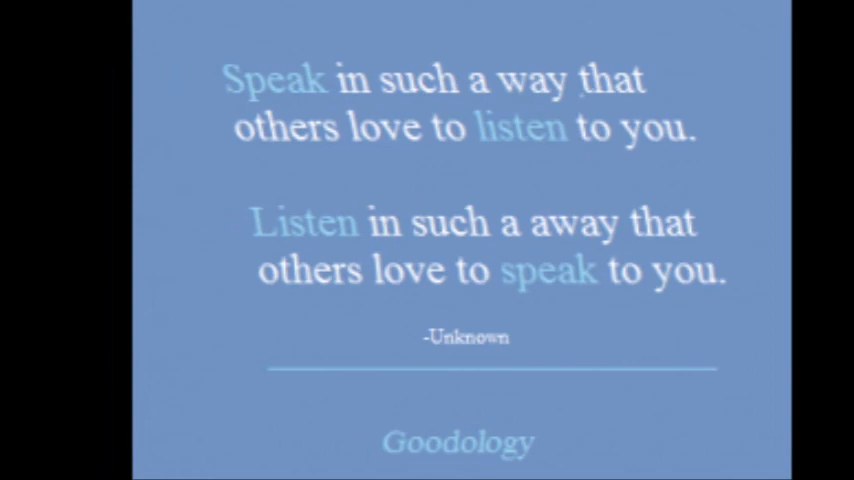 Speak in such a way that
others love to listen to you.
Listen in such a away that
others love to speak to you.
-Unknown
Goodology